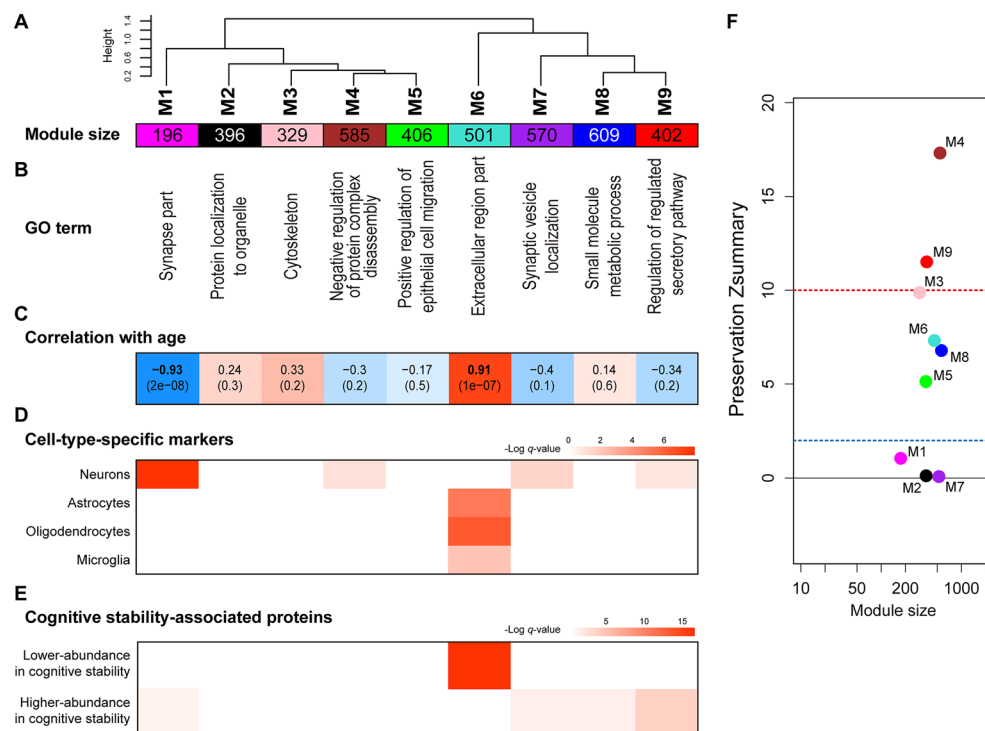 A
Height
0.2 0.6 1.0 1.4
M1 M2 M3 M4 M5 M6 M7 M8 M9
Module size 196 396 329 585 406 501 570 609 402
B
GO term
Synapse part
Protein localization
to organelle
Cytoskeleton
Negative regulation
of protein complex
disassembly
Positive regulation of
epithelial cell migration
Extracellular region part
Synaptic vesicle
localization
Small molecule
metabolic process
Regulation of regulated
secretory pathway
C
Correlation with age
−0.93 0.24 0.33 −0.3 −0.17 0.91 −0.4 0.14 −0.34
(2e−08) (0.3) (0.2) (0.2) (0.5) (1e−07) (0.1) (0.6) (0.2)
D
Cell-type-specific markers
-Log q-value 0 2 4 6
Neurons
Astrocytes
Oligodendrocytes
Microglia
E
Cognitive stability-associated proteins
-Log q-value 5 10 15
Lower-abundance
in cognitive stability
Higher-abundance
in cognitive stability
F
Preservation Zsummary
20
15
10
5
0
M4
M9
M3
M6
M8
M5
M1
M2 M7
10 50 200 1000
Module size